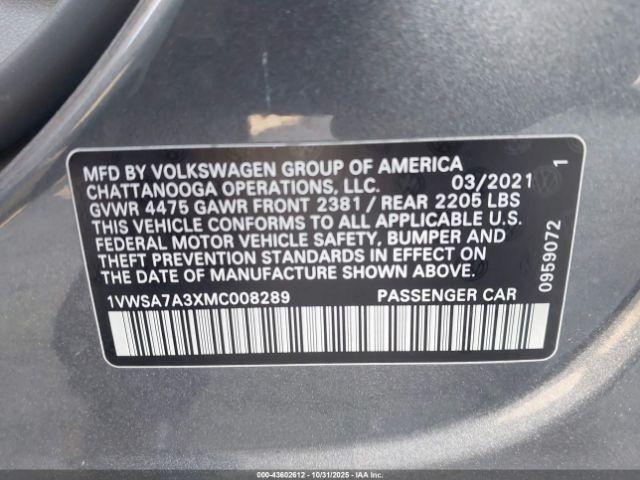 MFD BY VOLKSWAGEN GROUP OF AMERICA
CHATTANOOGA OPERATIONS, LLC. 03/2021
GVWR 4475 GAWR FRONT 2381 / REAR 2205 LBS
THIS VEHICLE CONFORMS TO ALL APPLICABLE U.S.
FEDERAL MOTOR VEHICLE SAFETY, BUMPER AND
THEFT PREVENTION STANDARDS IN EFFECT ON
THE DATE OF MANUFACTURE SHOWN ABOVE.
1VWSA7A3XMC008289 PASSENGER CAR
0959072 1
000-43602612 - 10/31/2025 - COPYRIGHT IAA, LLC